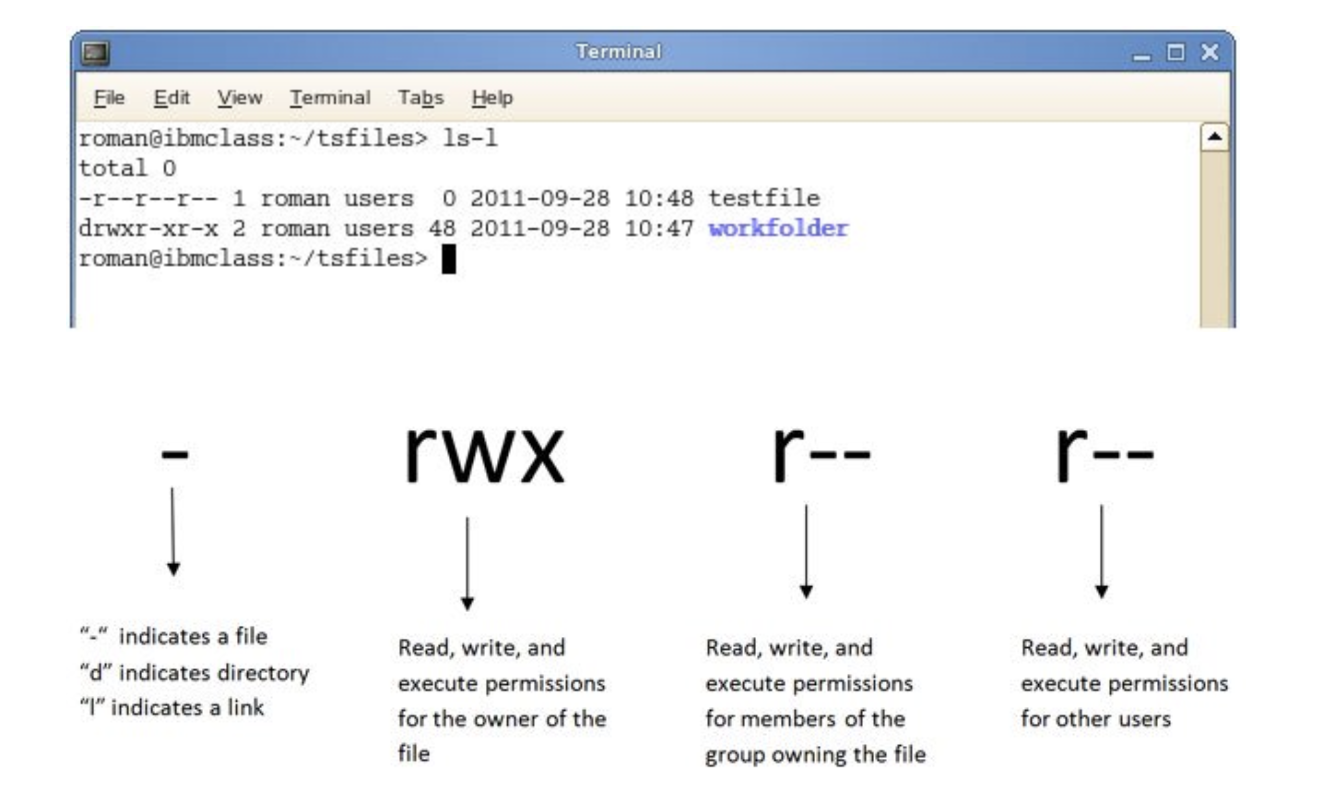 Terminal
File Edit View Terminal Tabs Help
roman@ibmclass:~/tsfiles> ls-l
total 0
-r--r--r-- 1 roman users 0 2011-09-28 10:48 testfile
drwxr-xr-x 2 roman users 48 2011-09-28 10:47 workfolder
roman@ibmclass:~/tsfiles>
- rwx r-- r--
“-“ indicates a file
“d” indicates directory
“l” indicates a link
Read, write, and
execute permissions
for the owner of the
file
Read, write, and
execute permissions
for members of the
group owning the file
Read, write, and
execute permissions
for other users